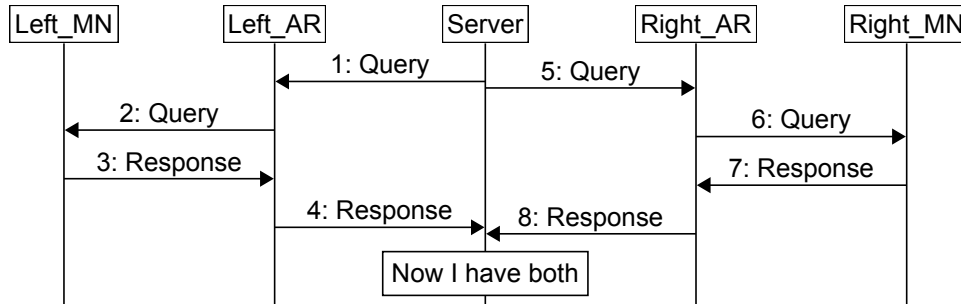 Left_MN Left_AR Server Right_AR Right_MN
1: Query
5: Query
2: Query
6: Query
3: Response
7: Response
4: Response
8: Response
Now I have both